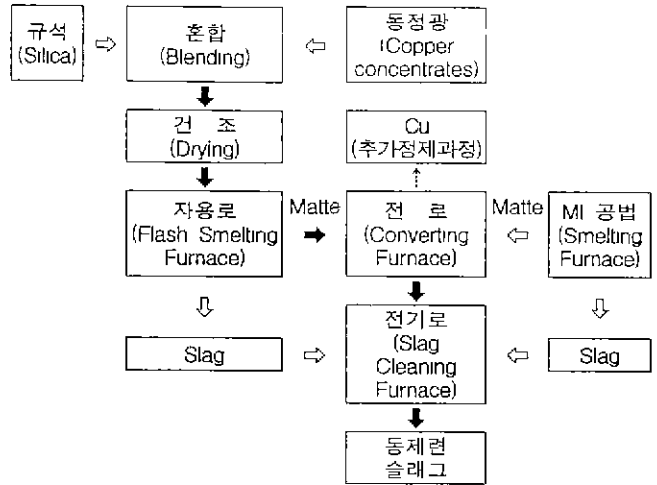 규석
(Silica)
혼합
(Blending)
동정광
(Copper
concentrates)
건 조
(Drying)
Cu
(추가정제과정)
자용로
(Flash Smelting
Furnace)
Matte
전 로
(Converting
Furnace)
Matte
MI 공법
(Smelting
Furnace)
Slag
전기로
(Slag
Cleaning
Furnace)
Slag
동제련
슬래그